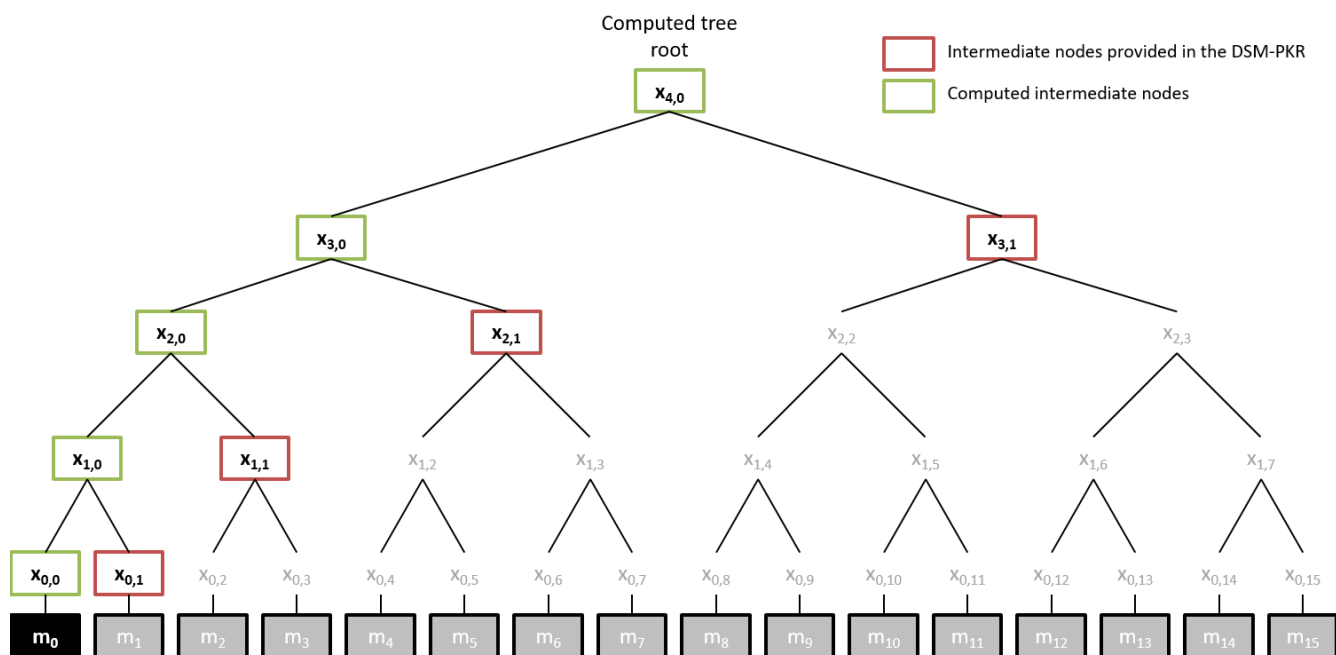 Computed tree
root
Intermediate nodes provided in the DSM-PKR
Computed intermediate nodes
x4,0
x3,0 x3,1
x2,0 x2,1 x2,2 x2,3
x1,0 x1,1 x1,2 x1,3 x1,4 x1,5 x1,6 x1,7
x0,0 x0,1 x0,2 x0,3 x0,4 x0,5 x0,6 x0,7 x0,8 x0,9 x0,10 x0,11 x0,12 x0,13 x0,14 x0,15
m0 m1 m2 m3 m4 m5 m6 m7 m8 m9 m10 m11 m12 m13 m14 m15